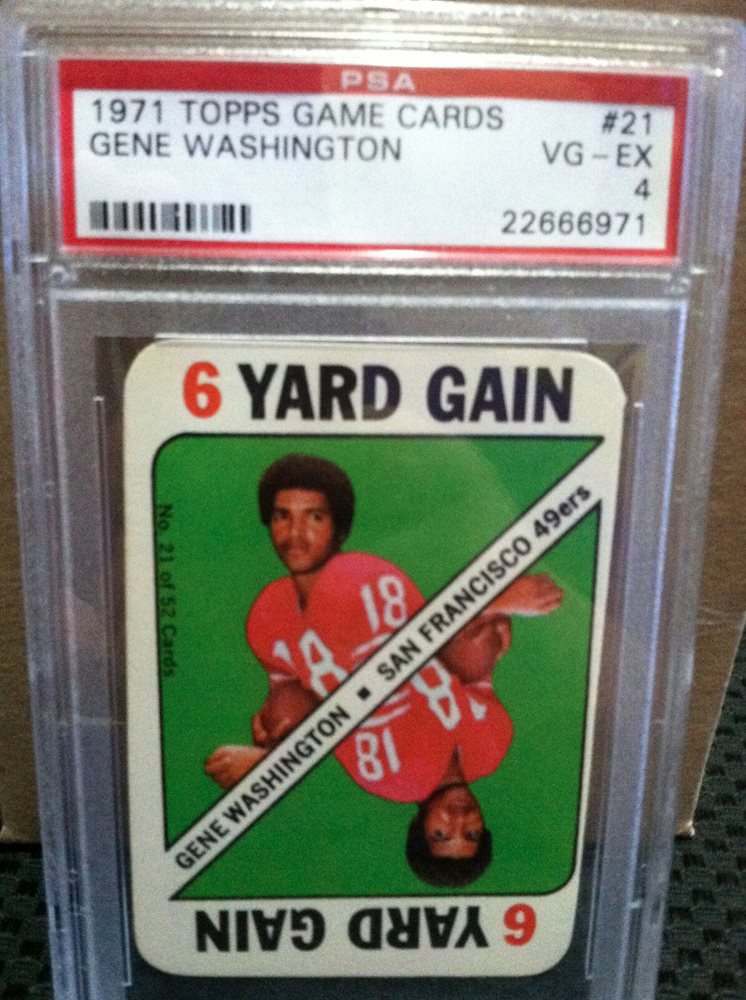 PSA
1971 TOPPS GAME CARDS #21
GENE WASHINGTON VG-EX
4
22666971
6 YARD GAIN
No. 21 of 52 Cards
18
18
GENE WASHINGTON ▪ SAN FRANCISCO 49ers
18
18
6 YARD GAIN